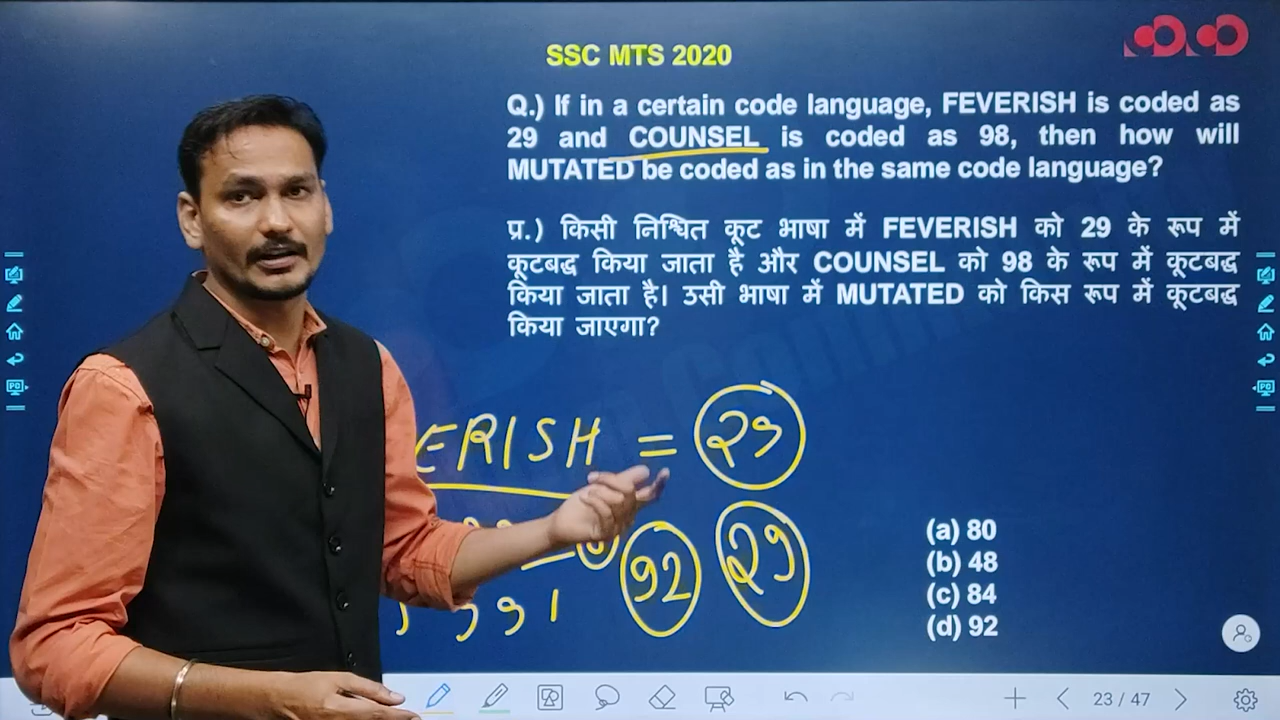 SSC MTS 2020
Q.) If in a certain code language, FEVERISH is coded as
29 and COUNSEL is coded as 98, then how will
MUTATED be coded as in the same code language?
प्र.) किसी निश्चित कूट भाषा में FEVERISH को 29 के रूप में
कूटबद्ध किया जाता है और COUNSEL को 98 के रूप में कूटबद्ध
किया जाता है। उसी भाषा में MUTATED को किस रूप में कूटबद्ध
किया जाएगा?
ERISH = 29
92 29
(a) 80
(b) 48
(c) 84
(d) 92
23 / 47